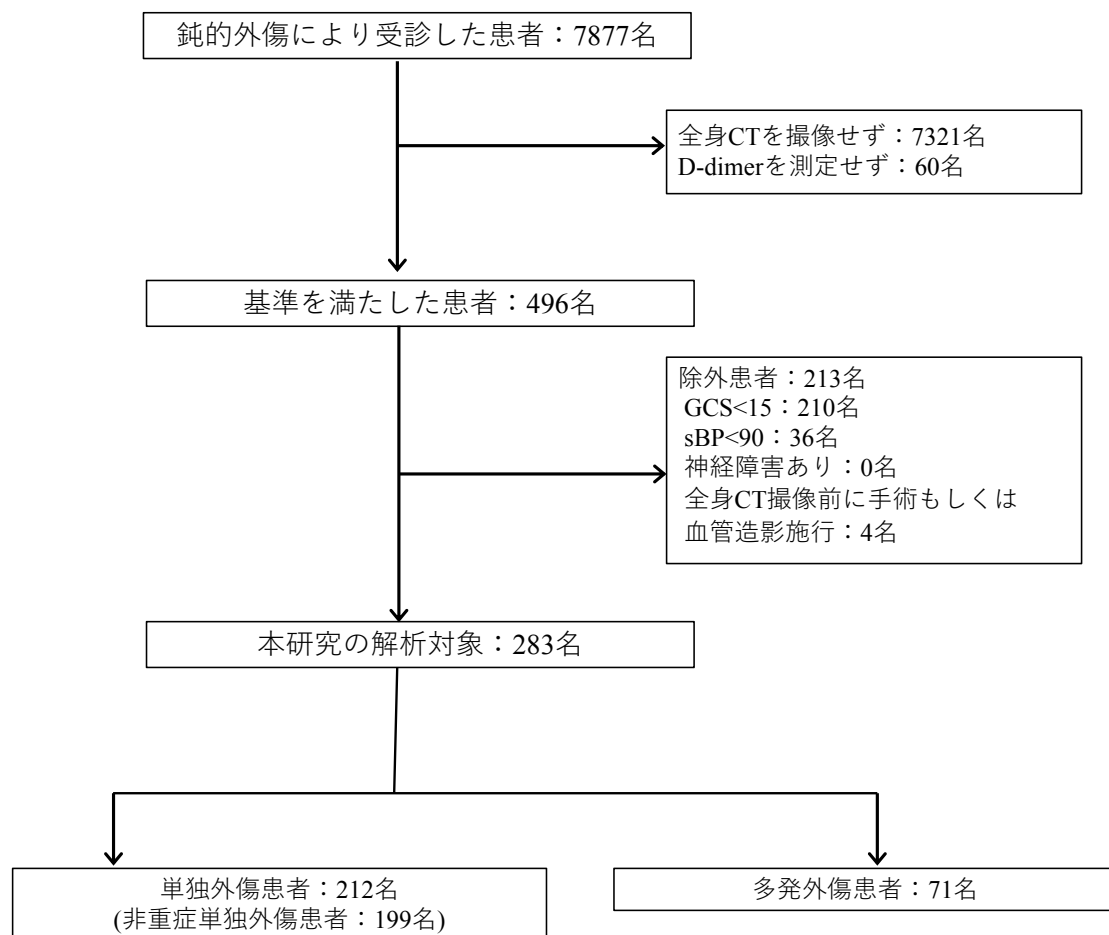 鈍的外傷により受診した患者：7877名
全身CTを撮像せず：7321名
D-dimerを測定せず：60名
基準を満たした患者：496名
除外患者：213名
GCS<15：210名
sBP<90：36名
神経障害あり：0名
全身CT撮像前に手術もしくは
血管造影施行：4名
本研究の解析対象：283名
単独外傷患者：212名
(非重症単独外傷患者：199名)
多発外傷患者：71名